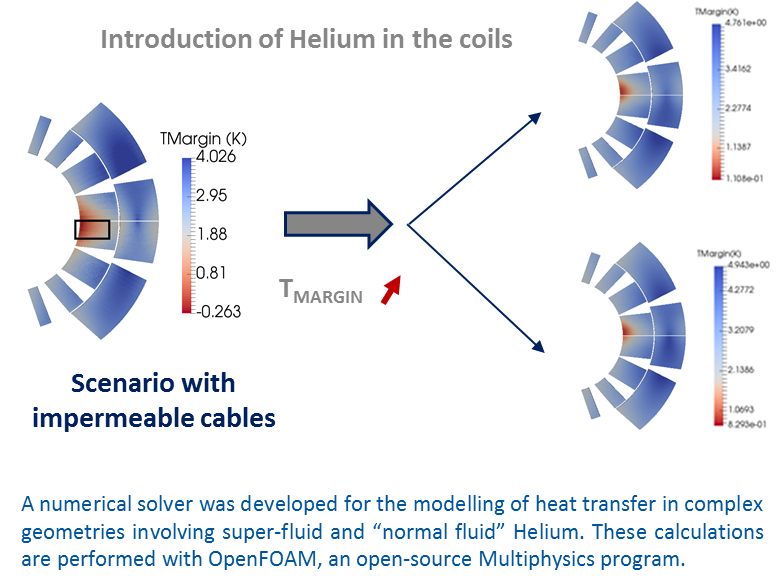 Introduction of Helium in the coils
TMargin (K)
4.026
2.95
1.88
0.81
-0.263
TMARGIN
TMargin(K)
4.761e+00
3.4162
2.2774
1.1387
1.108e-01
TMargin(K)
4.943e+00
4.2772
3.2079
2.1386
1.0693
8.293e-01
Scenario with
impermeable cables
A numerical solver was developed for the modelling of heat transfer in complex
geometries involving super-fluid and “normal fluid” Helium. These calculations
are performed with OpenFOAM, an open-source Multiphysics program.